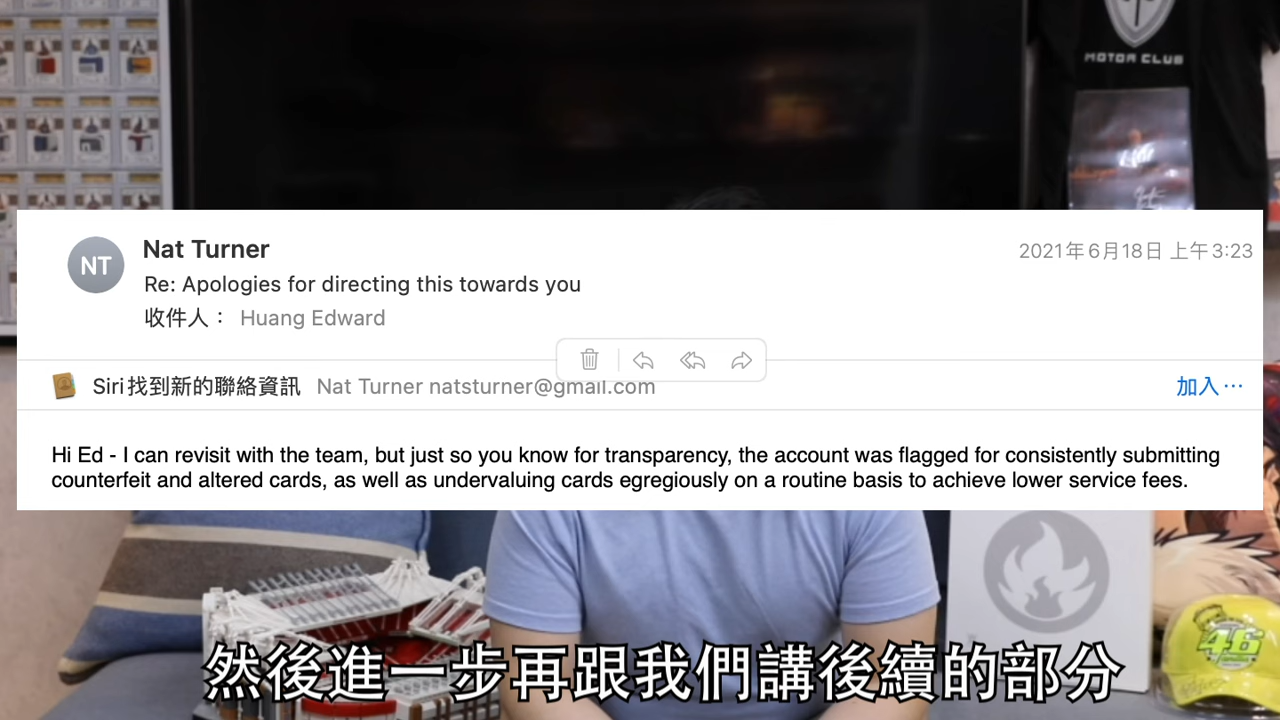 MOTOR CLUB
NT
Nat Turner
2021年6月18日 上午3:23
Re: Apologies for directing this towards you
收件人： Huang Edward
Siri找到新的聯絡資訊 Nat Turner natsturner@gmail.com
加入 ···
Hi Ed - I can revisit with the team, but just so you know for transparency, the account was flagged for consistently submitting
counterfeit and altered cards, as well as undervaluing cards egregiously on a routine basis to achieve lower service fees.
46
然後進一步再跟我們講後續的部分